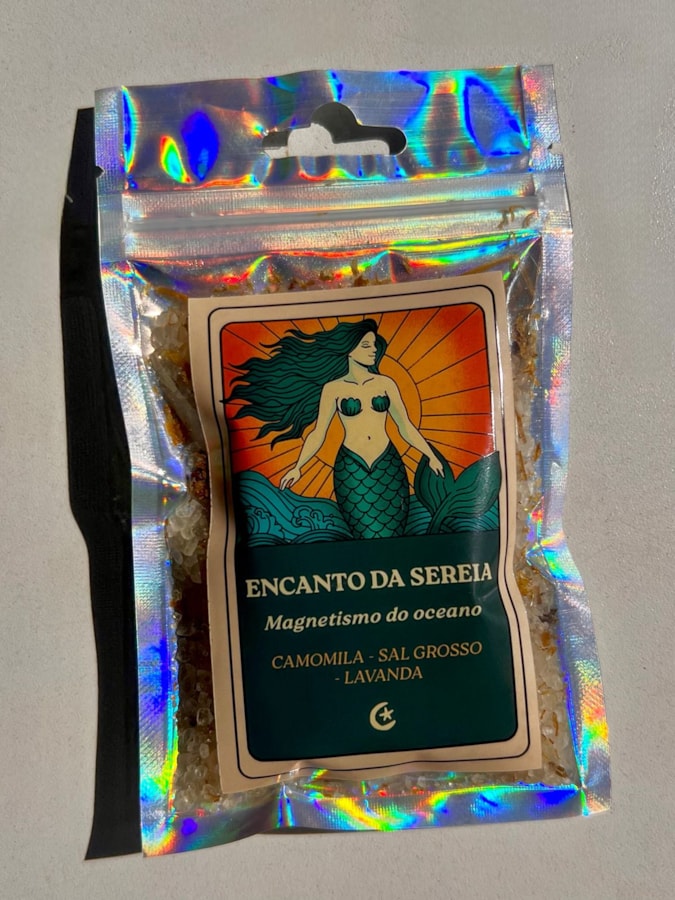 ENCANTO DA SEREIA
Magnetismo do oceano
CAMOMILA - SAL GROSSO
- LAVANDA